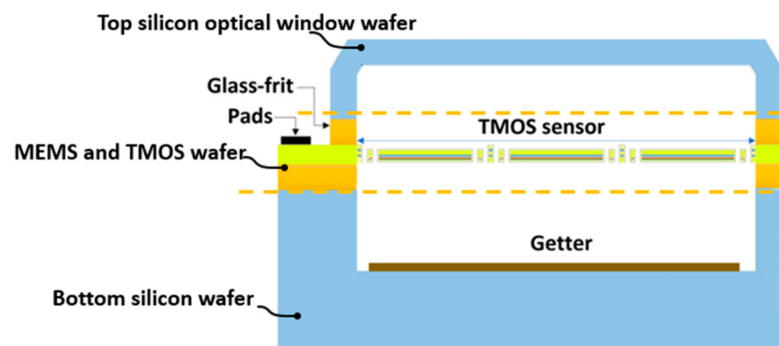 Top silicon optical window wafer
Glass-frit
Pads
TMOS sensor
MEMS and TMOS wafer
Getter
Bottom silicon wafer